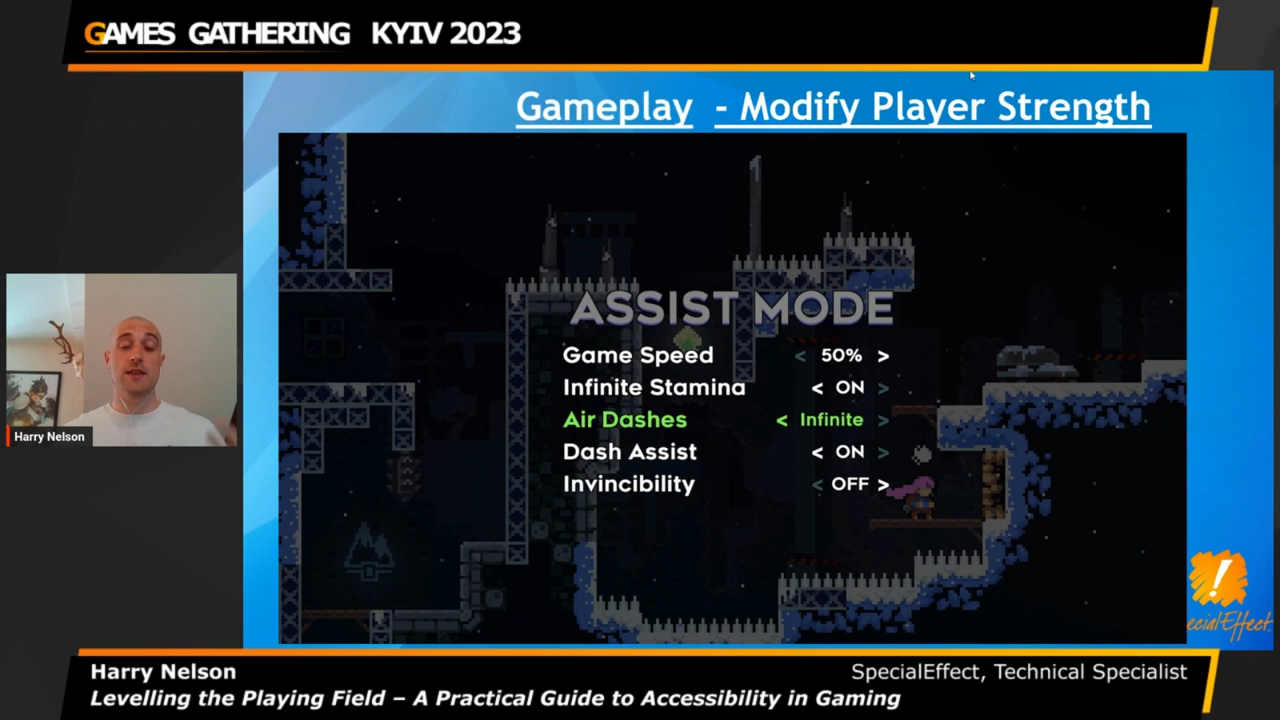 GAMES GATHERING KYIV 2023
Gameplay - Modify Player Strength
ASSIST MODE
Game Speed < 50% >
Infinite Stamina < ON >
Air Dashes < Infinite >
Dash Assist < ON >
Invincibility < OFF >
Harry Nelson
!
ecialEffect
Harry Nelson
SpecialEffect, Technical Specialist
Levelling the Playing Field – A Practical Guide to Accessibility in Gaming